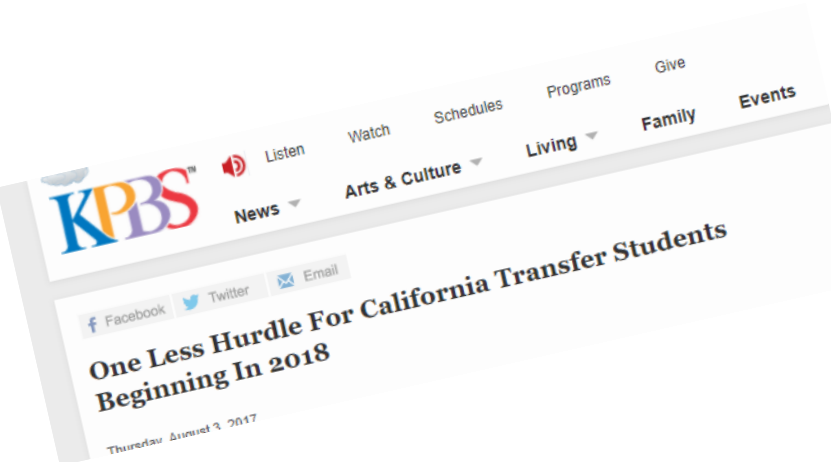 Listen Watch Schedules Programs Give
KPBS™
News Arts & Culture Living Family Events
Facebook Twitter Email
One Less Hurdle For California Transfer Students
Beginning In 2018
Thursday, August 3, 2017